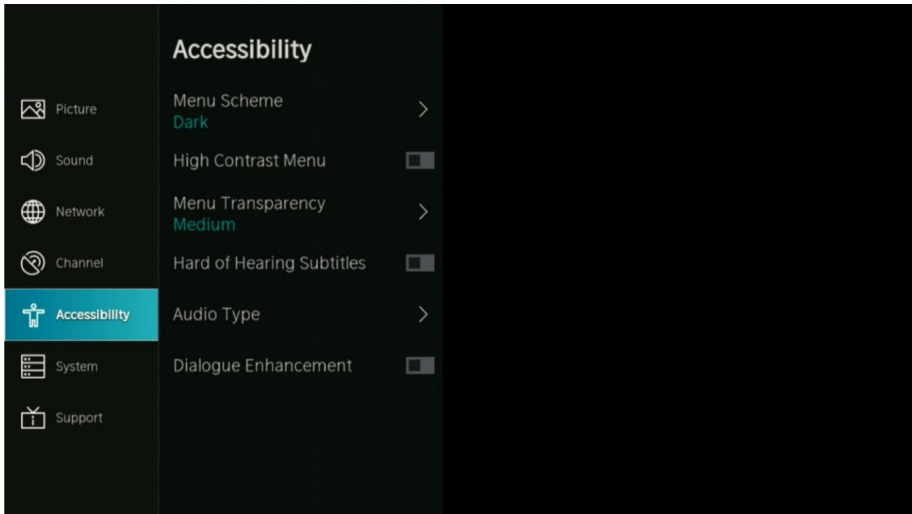 Accessibility
Picture
Sound
Network
Channel
Accessibility
System
Support
Menu Scheme
Dark
High Contrast Menu
Menu Transparency
Medium
Hard of Hearing Subtitles
Audio Type
Dialogue Enhancement